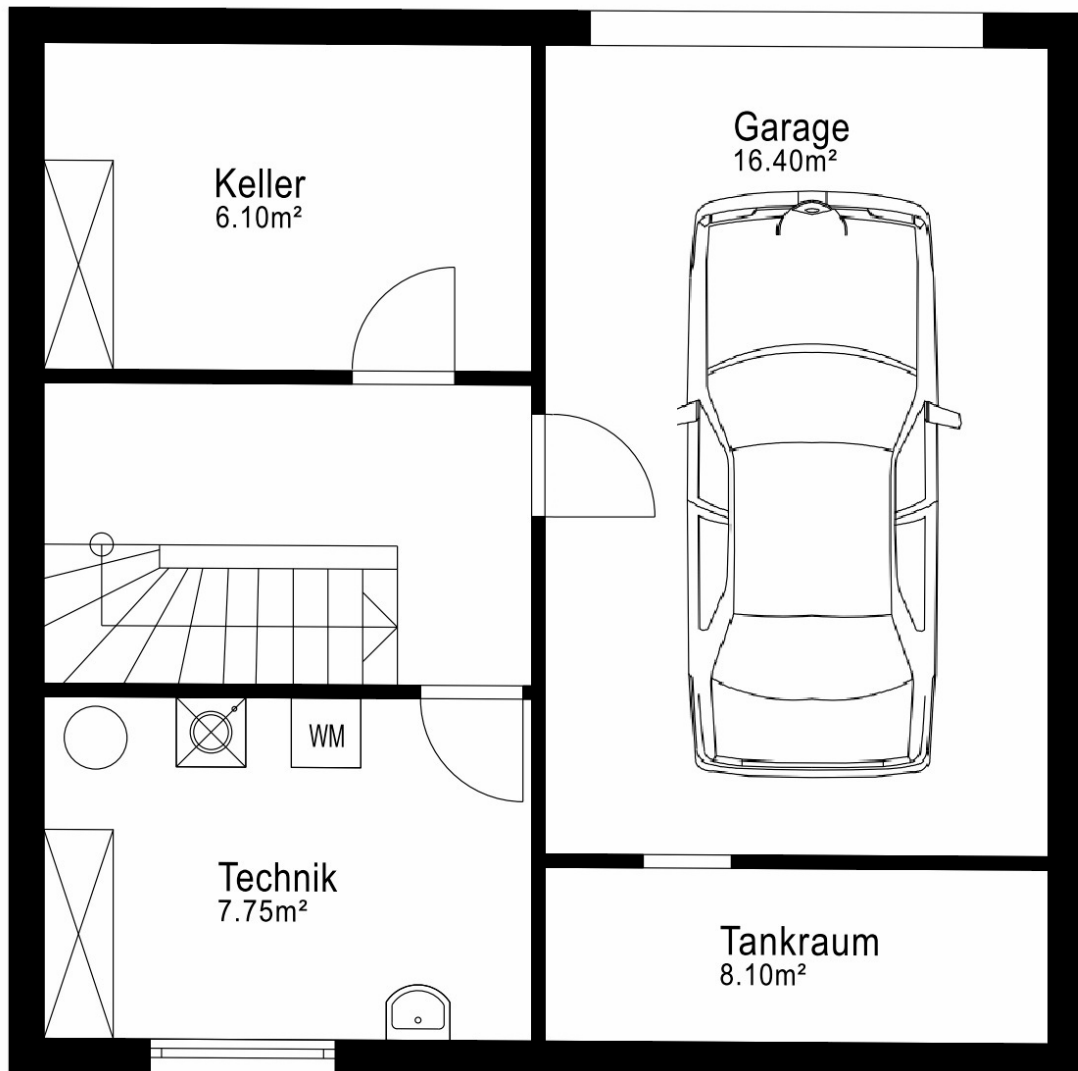 Garage
16.40m²
Keller
6.10m²
WM
Technik
7.75m²
Tankraum
8.10m²